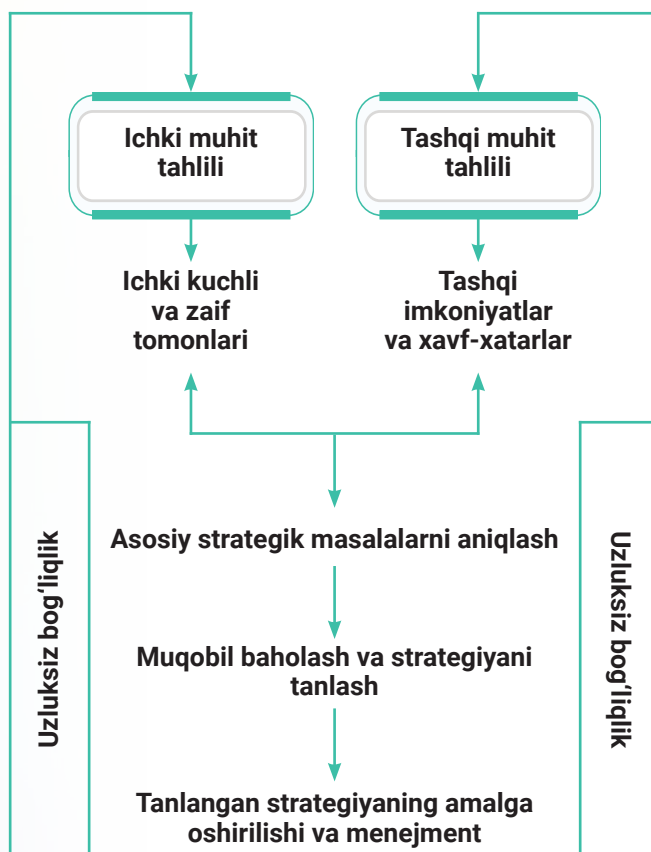 Ichki muhit
tahlili
Tashqi muhit
tahlili
Ichki kuchli
va zaif
tomonlari
Tashqi
imkoniyatlar
va xavf-xatarlar
Asosiy strategik masalalarni aniqlash
Muqobil baholash va strategiyani
tanlash
Tanlangan strategiyaning amalga
oshirilishi va menejment
Uzluksiz bog‘liqlik
Uzluksiz bog‘liqlik